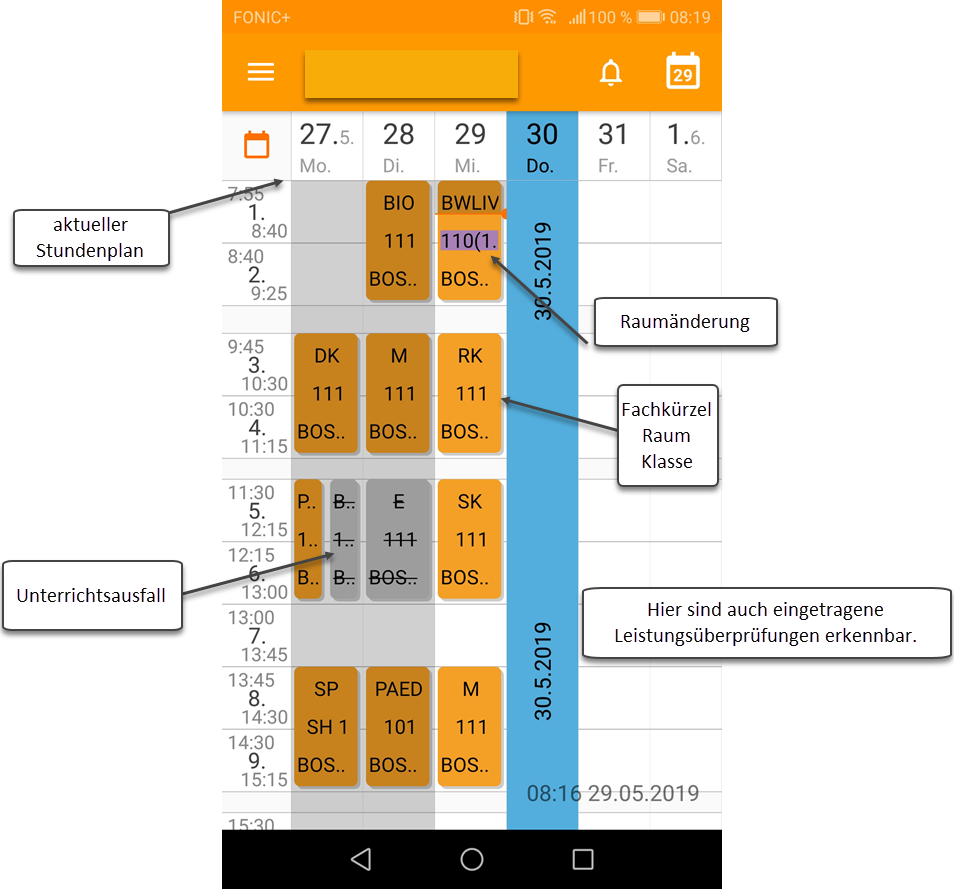 FONIC+
100 %
08:19
29
27.5.
28
29
30
31
1.6.
Mo.
Di.
Mi.
Do.
Fr.
Sa.
aktueller
Stundenplan
7:55
1.
8:40
BIO
111
BOS..
BWLIV
110(1.
BOS..
8:40
2.
9:25
30.5.2019
Raumänderung
9:45
3.
10:30
DK
111
BOS..
M
111
BOS..
RK
111
BOS..
10:30
4.
11:15
Fachkürzel
Raum
Klasse
11:30
5.
12:15
P..
1..
B..
B..
1..
B..
E
111
BOS..
SK
111
BOS..
12:15
6.
13:00
Unterrichtsausfall
Hier sind auch eingetragene
Leistungsüberprüfungen erkennbar.
13:00
7.
13:45
30.5.2019
13:45
8.
14:30
SP
SH 1
BOS..
PAED
101
BOS..
M
111
BOS..
14:30
9.
15:15
08:16 29.05.2019
15:30